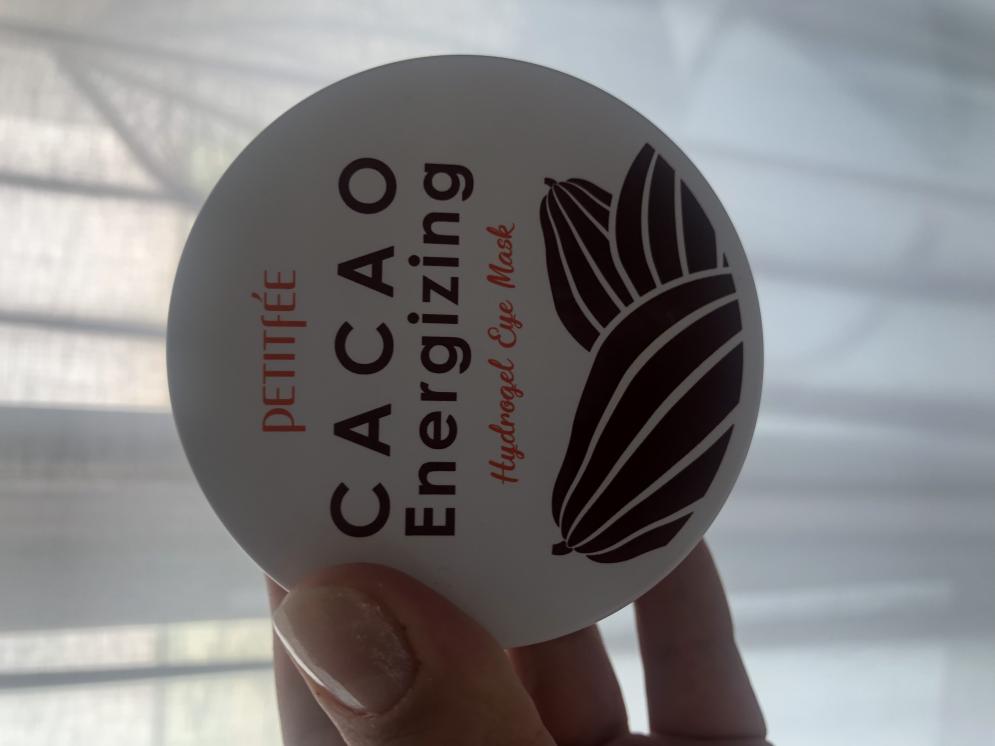 PETITFÉE
CACAO
Energizing
Hydrogel Eye Mask